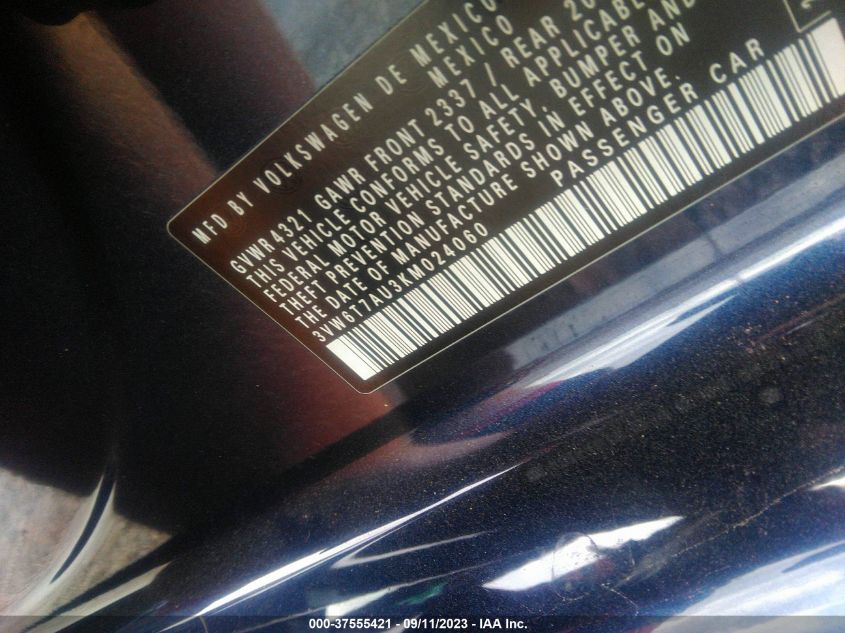 MFD BY VOLKSWAGEN DE MEXICO
MEXICO
GVWR 4321 GAWR FRONT 2337 / REAR 20
THIS VEHICLE CONFORMS TO ALL APPLICABLE
FEDERAL MOTOR VEHICLE SAFETY, BUMPER AND
THEFT PREVENTION STANDARDS IN EFFECT ON
THE DATE OF MANUFACTURE SHOWN ABOVE.
3VW6T7AU3KM024060 PASSENGER CAR
000-37555421 - 09/11/2023 - IAA Inc.